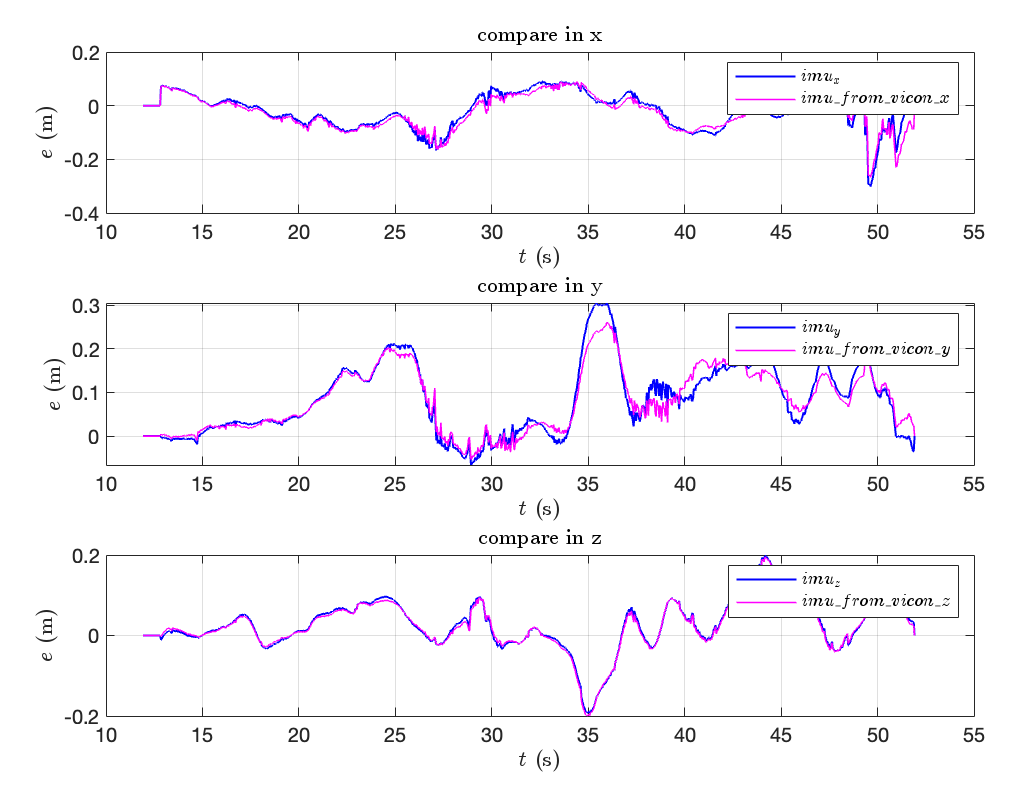 compare in x
0.2
0
-0.2
-0.4
e (m)
imu_x
imu_from_vicon_x
10 15 20 25 30 35 40 45 50 55
t (s)
compare in y
0.3
0.2
0.1
0
e (m)
imu_y
imu_from_vicon_y
10 15 20 25 30 35 40 45 50 55
t (s)
compare in z
0.2
0
-0.2
e (m)
imu_z
imu_from_vicon_z
10 15 20 25 30 35 40 45 50 55
t (s)